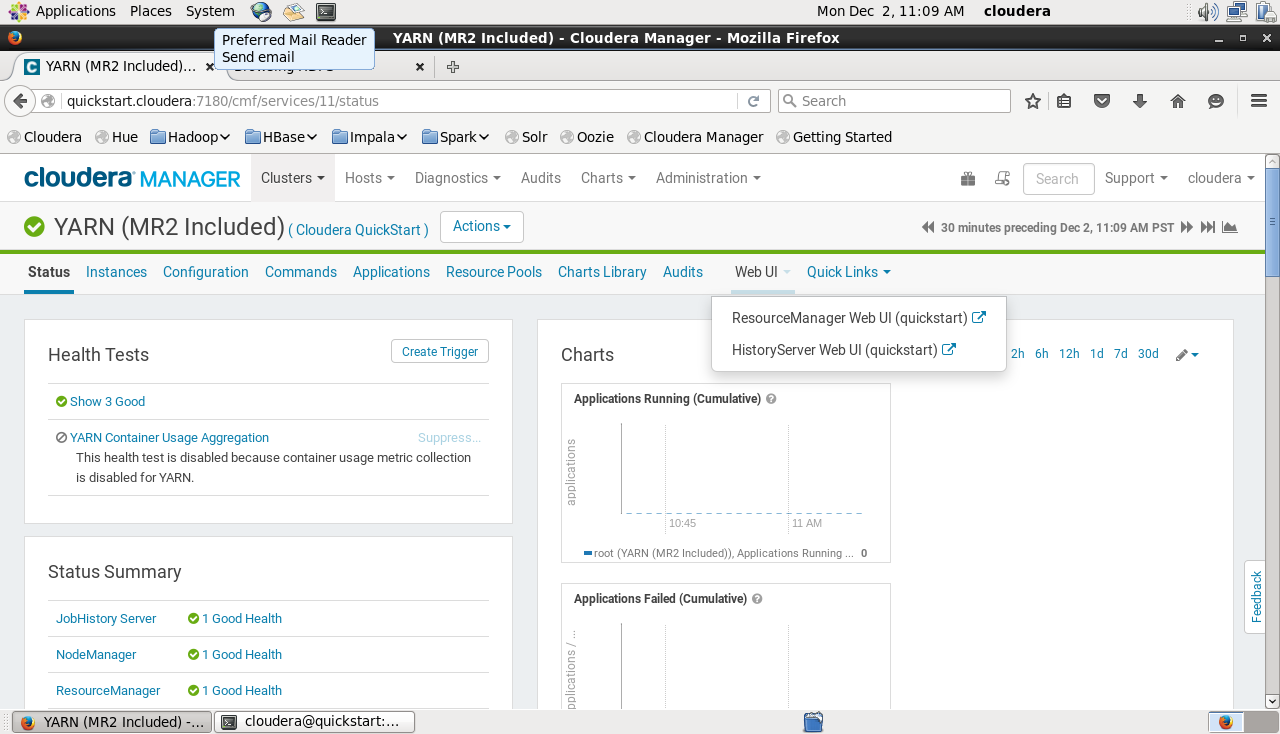 Applications Places System Mon Dec 2, 11:09 AM cloudera
Preferred Mail Reader
Send email
YARN (MR2 Included) - Cloudera Manager - Mozilla Firefox
YARN (MR2 Included)...
quickstart.cloudera:7180/cmf/services/11/status Search
Cloudera Hue Hadoop HBase Impala Spark Solr Oozie Cloudera Manager Getting Started
cloudera MANAGER Clusters Hosts Diagnostics Audits Charts Administration Search Support cloudera
YARN (MR2 Included) ( Cloudera QuickStart ) Actions 30 minutes preceding Dec 2, 11:09 AM PST
Status Instances Configuration Commands Applications Resource Pools Charts Library Audits Web UI Quick Links
ResourceManager Web UI (quickstart)
HistoryServer Web UI (quickstart)
Health Tests Create Trigger
Show 3 Good
YARN Container Usage Aggregation Suppress...
This health test is disabled because container usage metric collection
is disabled for YARN.
Status Summary
JobHistory Server 1 Good Health
NodeManager 1 Good Health
ResourceManager 1 Good Health
Charts 2h 6h 12h 1d 7d 30d
Applications Running (Cumulative)
applications
10:45 11 AM
root (YARN (MR2 Included)), Applications Running ... 0
Applications Failed (Cumulative)
applications / ...
Feedback
YARN (MR2 Included) -... cloudera@quickstart:...